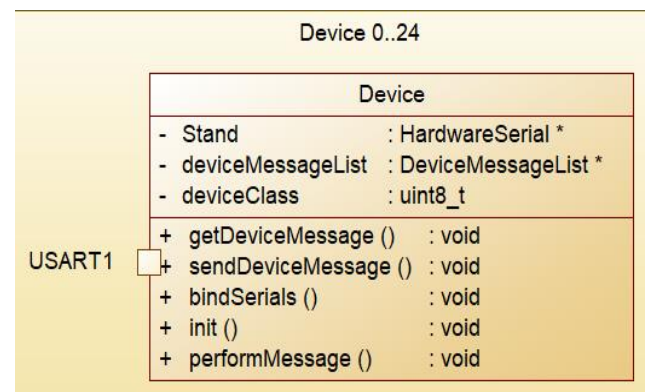 Device 0..24
Device
- Stand : HardwareSerial *
- deviceMessageList : DeviceMessageList *
- deviceClass : uint8_t
+ getDeviceMessage () : void
USART1 + sendDeviceMessage () : void
+ bindSerials () : void
+ init () : void
+ performMessage () : void